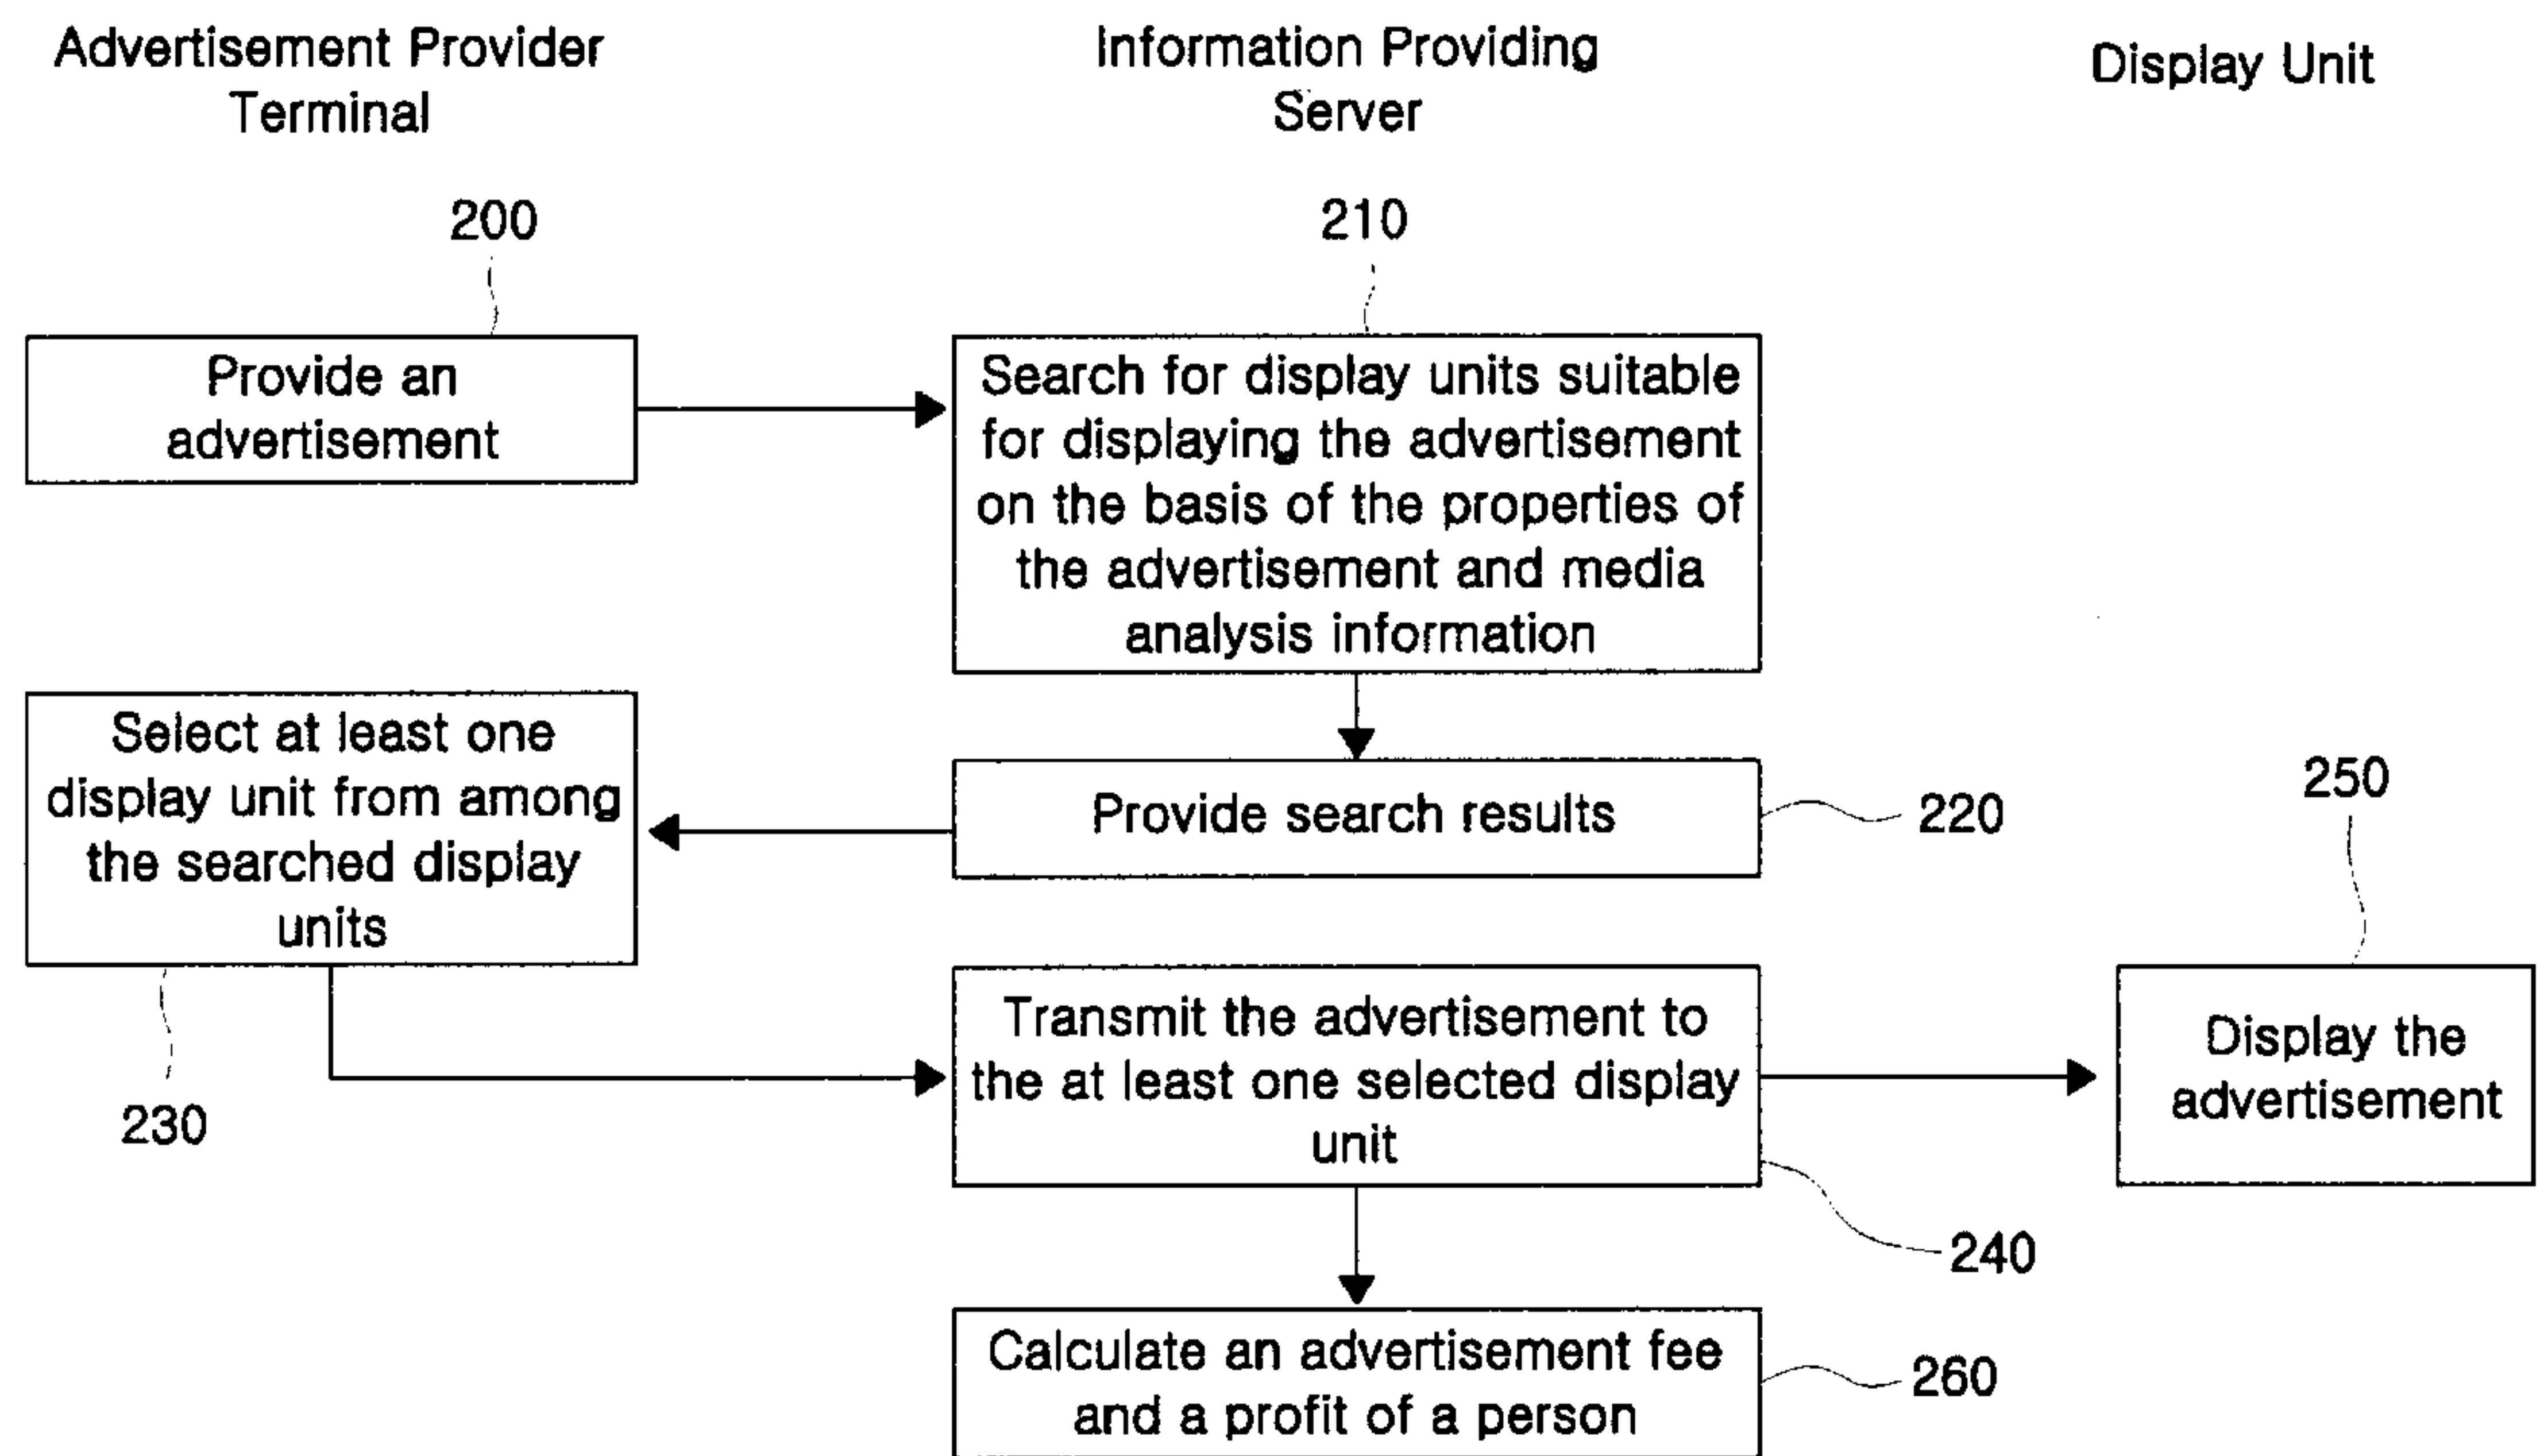 Advertisement Provider
Terminal
Information Providing
Server
Display Unit
200
210
Provide an
advertisement
Search for display units suitable
for displaying the advertisement
on the basis of the properties of
the advertisement and media
analysis information
Select at least one
display unit from among
the searched display
units
230
Provide search results
220
250
Transmit the advertisement to
the at least one selected display
unit
240
Display the
advertisement
Calculate an advertisement fee
and a profit of a person
260